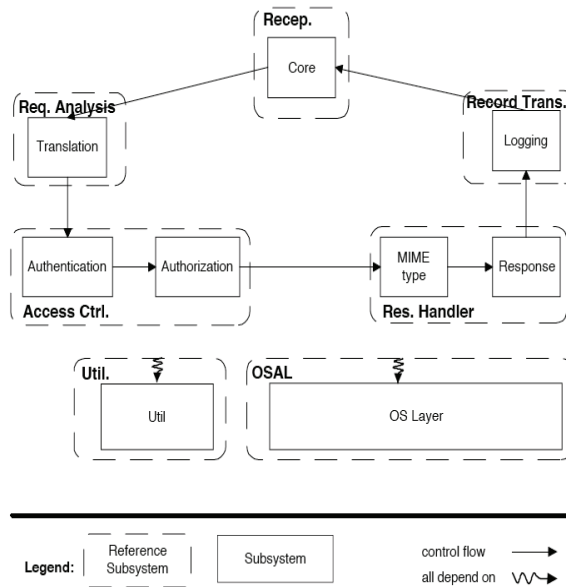 Recep.
Core
Req. Analysis
Record Trans.
Translation
Logging
Authentication
Authorization
MIME
type
Response
Access Ctrl.
Res. Handler
Util.
OSAL
Util
OS Layer
Legend:
Reference
Subsystem
Subsystem
control flow
all depend on